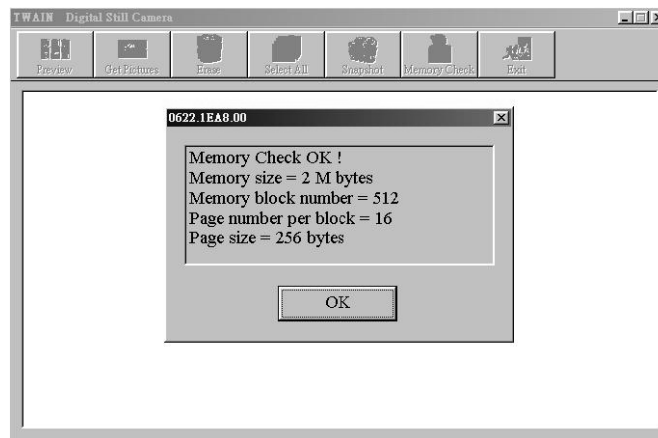 TWAIN Digital Still Camera
Preview
Get Pictures
Erase
Select All
Snapshot
Memory Check
Exit
0622.1EA8.00
Memory Check OK !
Memory size = 2 M bytes
Memory block number = 512
Page number per block = 16
Page size = 256 bytes
OK